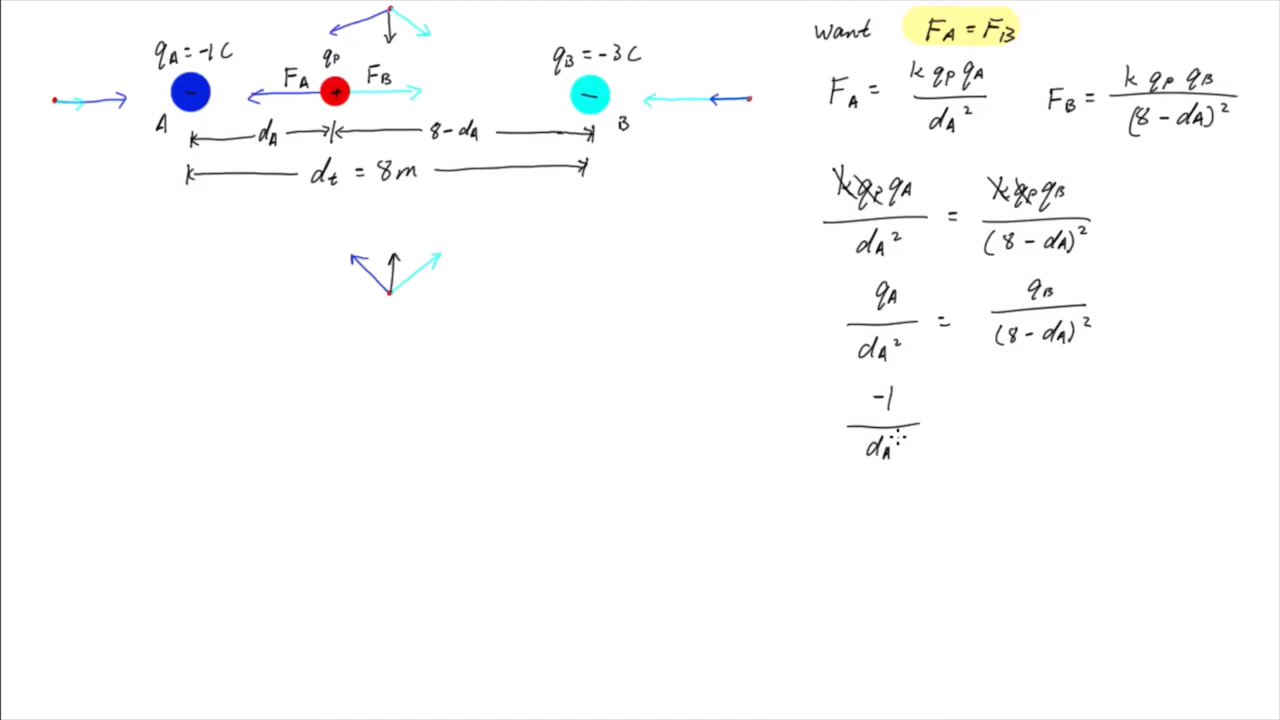 qA = -1C
qP
qB = -3C
FA
FB
+
−
−
A
B
dA
8 - dA
dt = 8m
want FA = FB
FA = k qP qA / dA²
FB = k qP qB / (8 - dA)²
k qP qA / dA² = k qP qB / (8 - dA)²
qA / dA² = qB / (8 - dA)²
-1 / dA